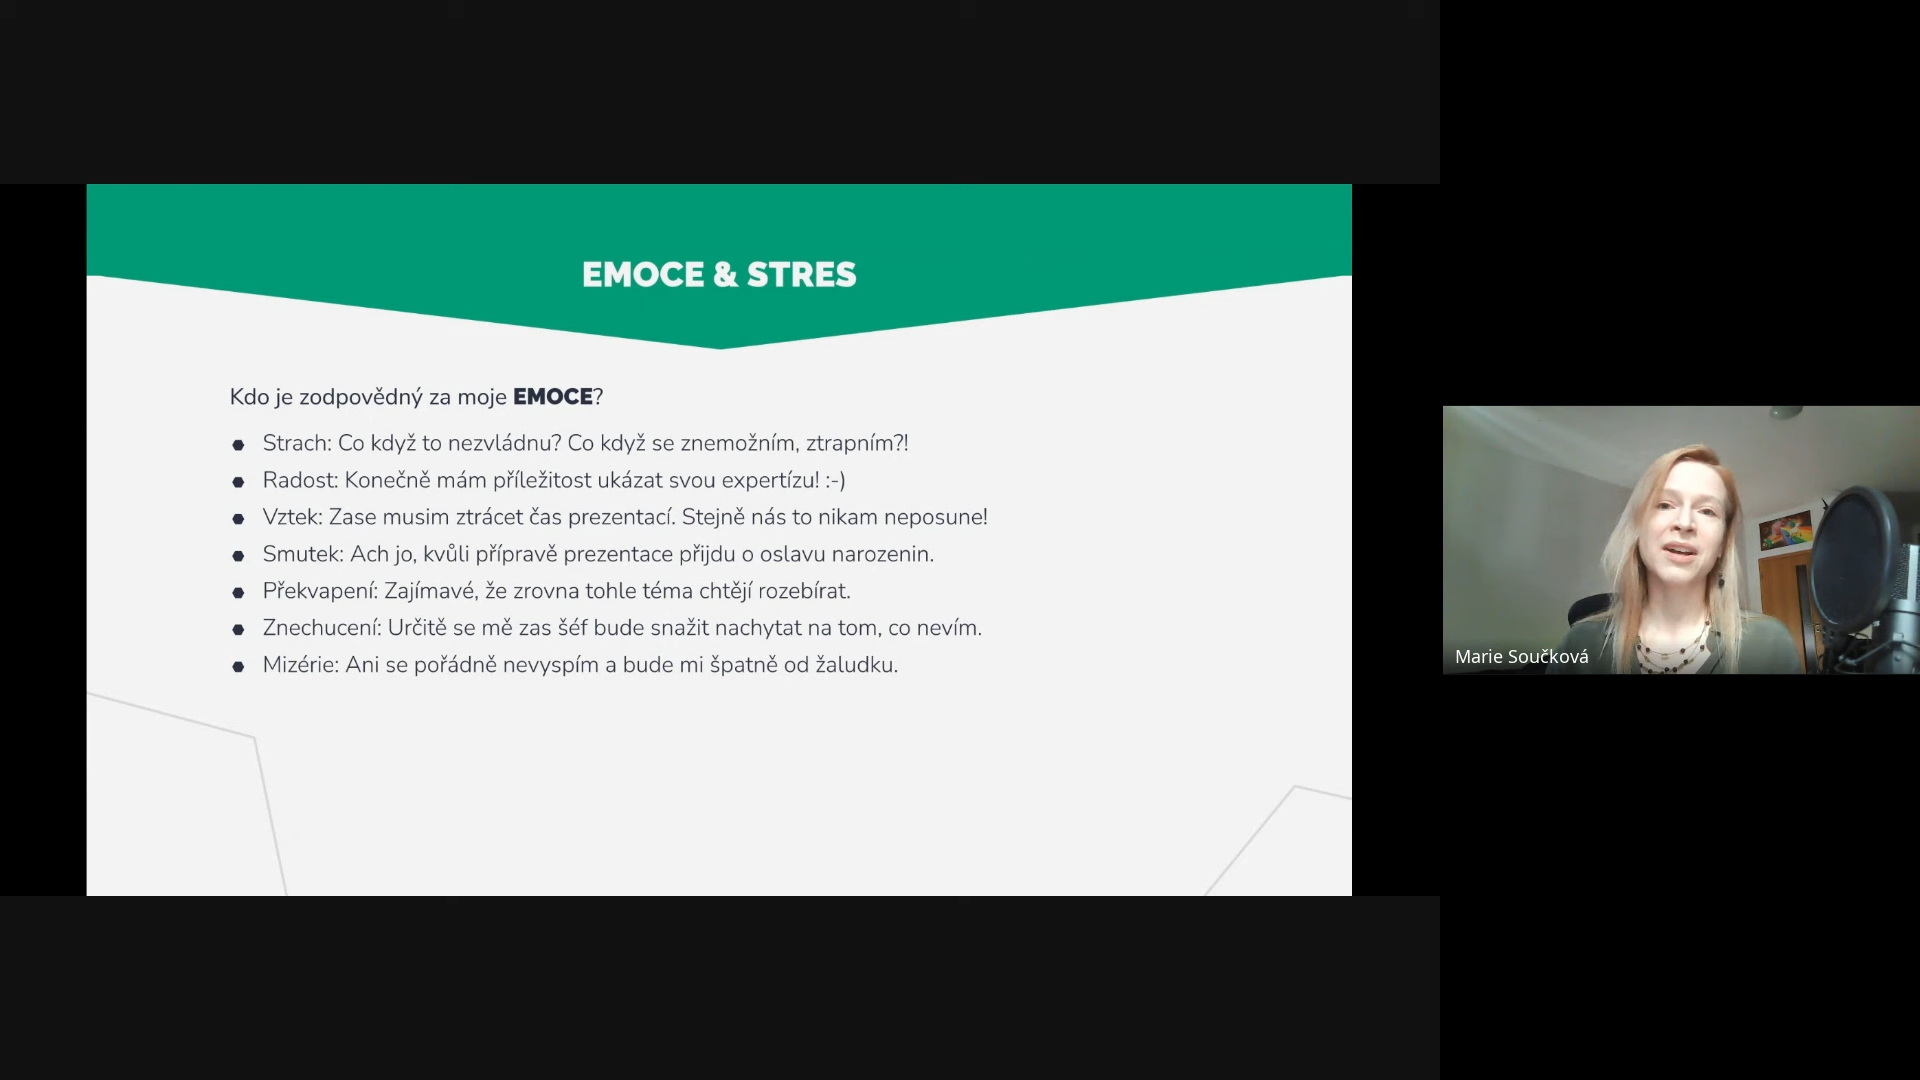 EMOCE & STRES
Kdo je zodpovědný za moje EMOCE?
Strach: Co když to nezvládnu? Co když se znemožním, ztrapním?!
Radost: Konečně mám příležitost ukázat svou expertízu! :-)
Vztek: Zase musim ztrácet čas prezentací. Stejně nás to nikam neposune!
Smutek: Ach jo, kvůli přípravě prezentace přijdu o oslavu narozenin.
Překvapení: Zajímavé, že zrovna tohle téma chtějí rozebírat.
Znechucení: Určitě se mě zas šéf bude snažit nachytat na tom, co nevím.
Mizérie: Ani se pořádně nevyspím a bude mi špatně od žaludku.
Marie Součková